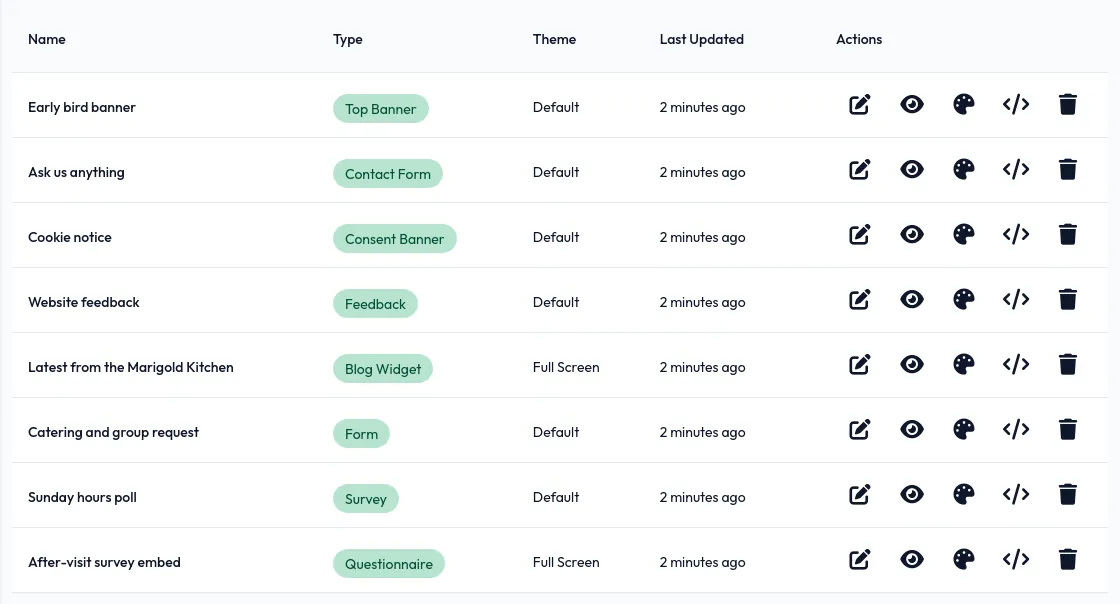 Name Type Theme Last Updated Actions
Early bird banner Top Banner Default 2 minutes ago
Ask us anything Contact Form Default 2 minutes ago
Cookie notice Consent Banner Default 2 minutes ago
Website feedback Feedback Default 2 minutes ago
Latest from the Marigold Kitchen Blog Widget Full Screen 2 minutes ago
Catering and group request Form Default 2 minutes ago
Sunday hours poll Survey Default 2 minutes ago
After-visit survey embed Questionnaire Full Screen 2 minutes ago